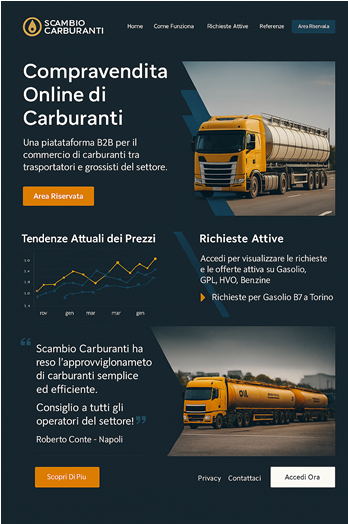 SCAMBIO
CARBURANTI
Home Come Funziona Richieste Attive Referenze Area Riservala
Compravendita
Online di
Carburanti
Una piatataforma B2B per il
commercio di carburanti tra
trasportatori e grossisti del settore.
Area Riservata
Tendenze Attuali dei Prezzi
rov gen mar mar gen
Richieste Attive
Accedi per visualizzare le richieste
e le offerte attiva su Gasolio,
GPL, HVO, Benzine
Richieste per Gasolio B7 a Torino
“ Scambio Carburanti ha
reso l'approvviglonameto
di carburanti semplice
ed efficiente.
Consiglio a tutti gli
operatori del settore! ”
Roberto Conte - Napoli
Scopri Di Più
Privacy Contattaci Accedi Ora